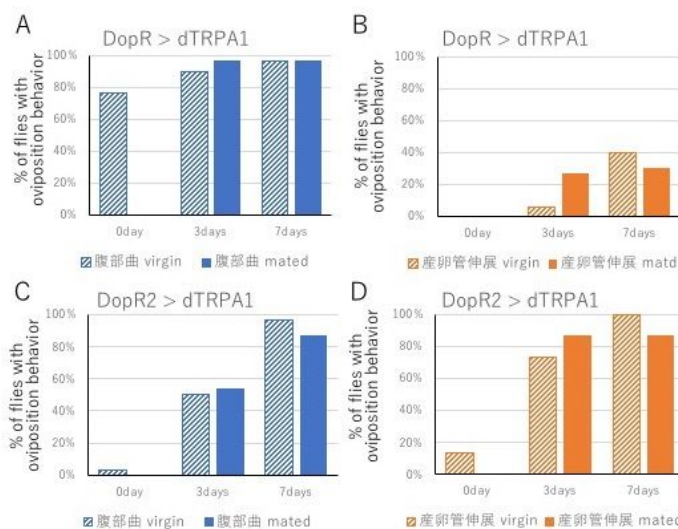 A
DopR > dTRPA1
% of flies with
oviposition behavior
100%
80%
60%
40%
20%
0%
0day 3days 7days
腹部曲 virgin 腹部曲 mated
B
DopR > dTRPA1
% of flies with
oviposition behavior
100%
80%
60%
40%
20%
0%
0day 3days 7days
産卵管伸展 virgin 産卵管伸展 matd
C
DopR2 > dTRPA1
% of flies with
oviposition behavior
100%
80%
60%
40%
20%
0%
0day 3days 7days
腹部曲 virgin 腹部曲 mated
D
DopR2 > dTRPA1
% of flies with
oviposition behavior
100%
80%
60%
40%
20%
0%
0day 3days 7days
産卵管伸展 virgin 産卵管伸展 mated